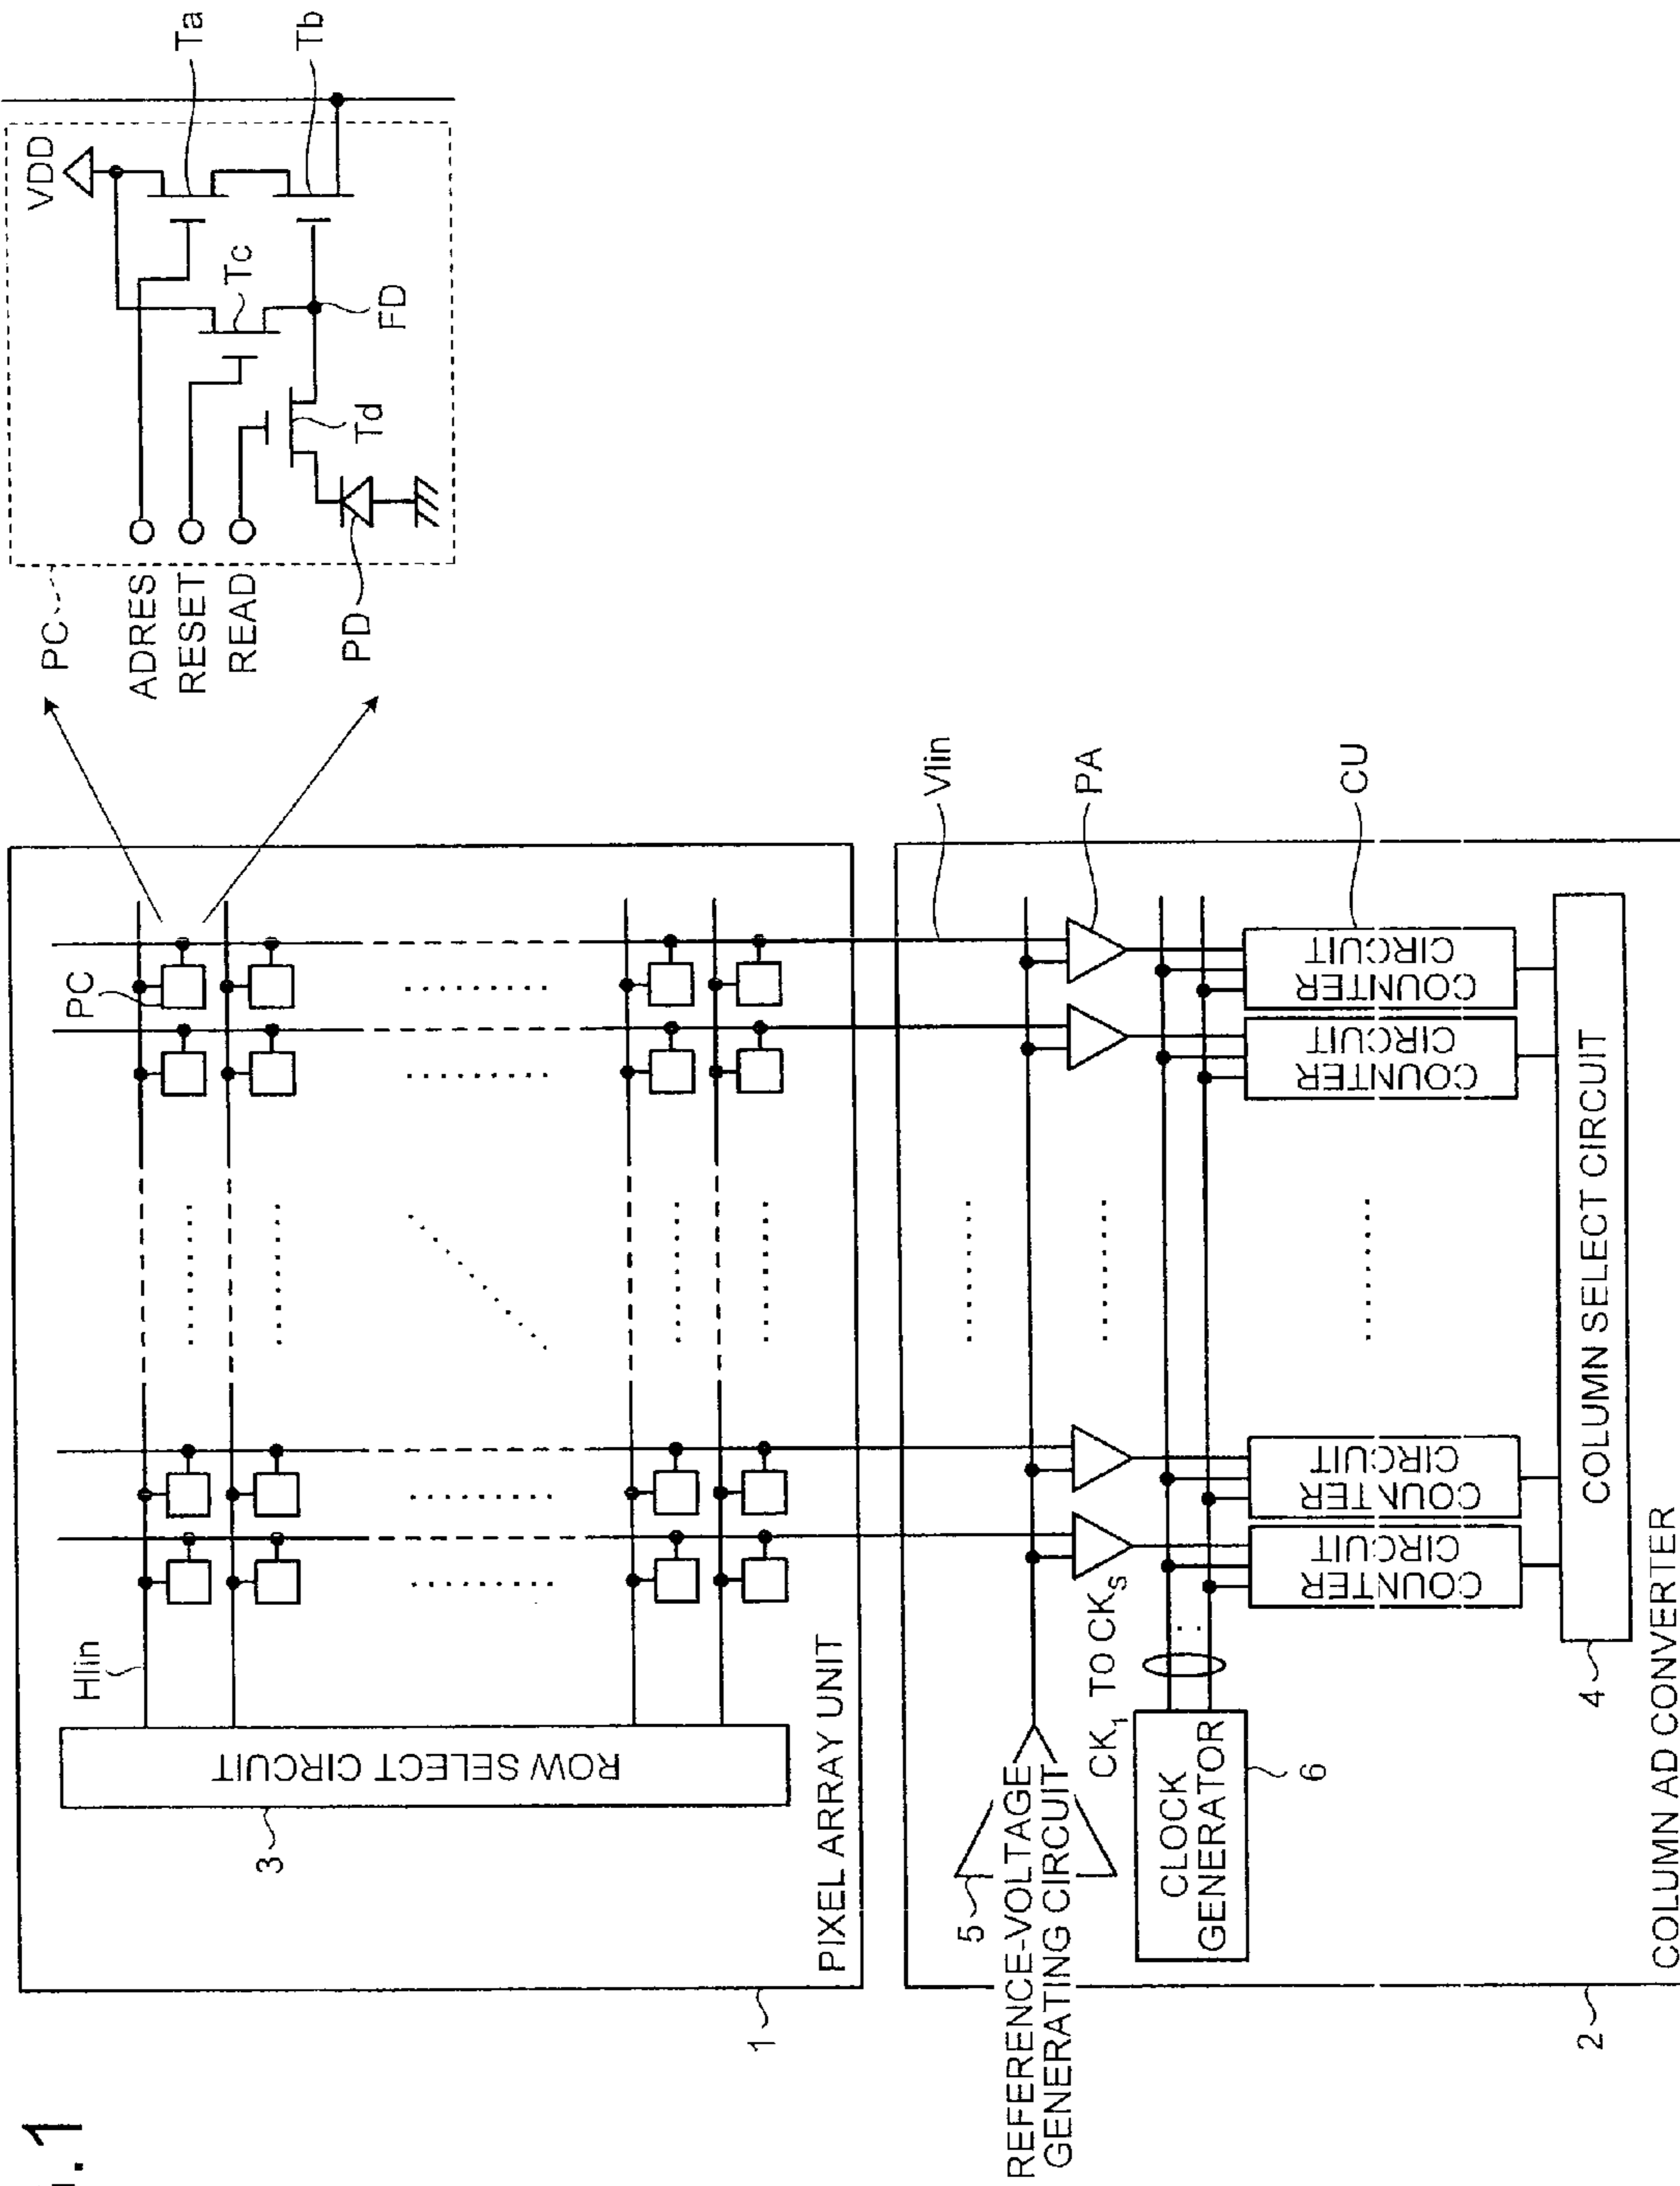 .1
PC
VDD
Ta
Tb
Tc
Td
FD
PD
ADRES
RESET
READ
PC
Hlin
ROW SELECT CIRCUIT
3
PIXEL ARRAY UNIT
1
Vlin
PA
CU
5
REFERENCE-VOLTAGE
GENERATING CIRCUIT
CK1 TO CKS
CLOCK
GENERATOR
6
COUNTER
CIRCUIT
COUNTER
CIRCUIT
COUNTER
CIRCUIT
COUNTER
CIRCUIT
COLUMN SELECT CIRCUIT
4
COLUMN AD CONVERTER
2